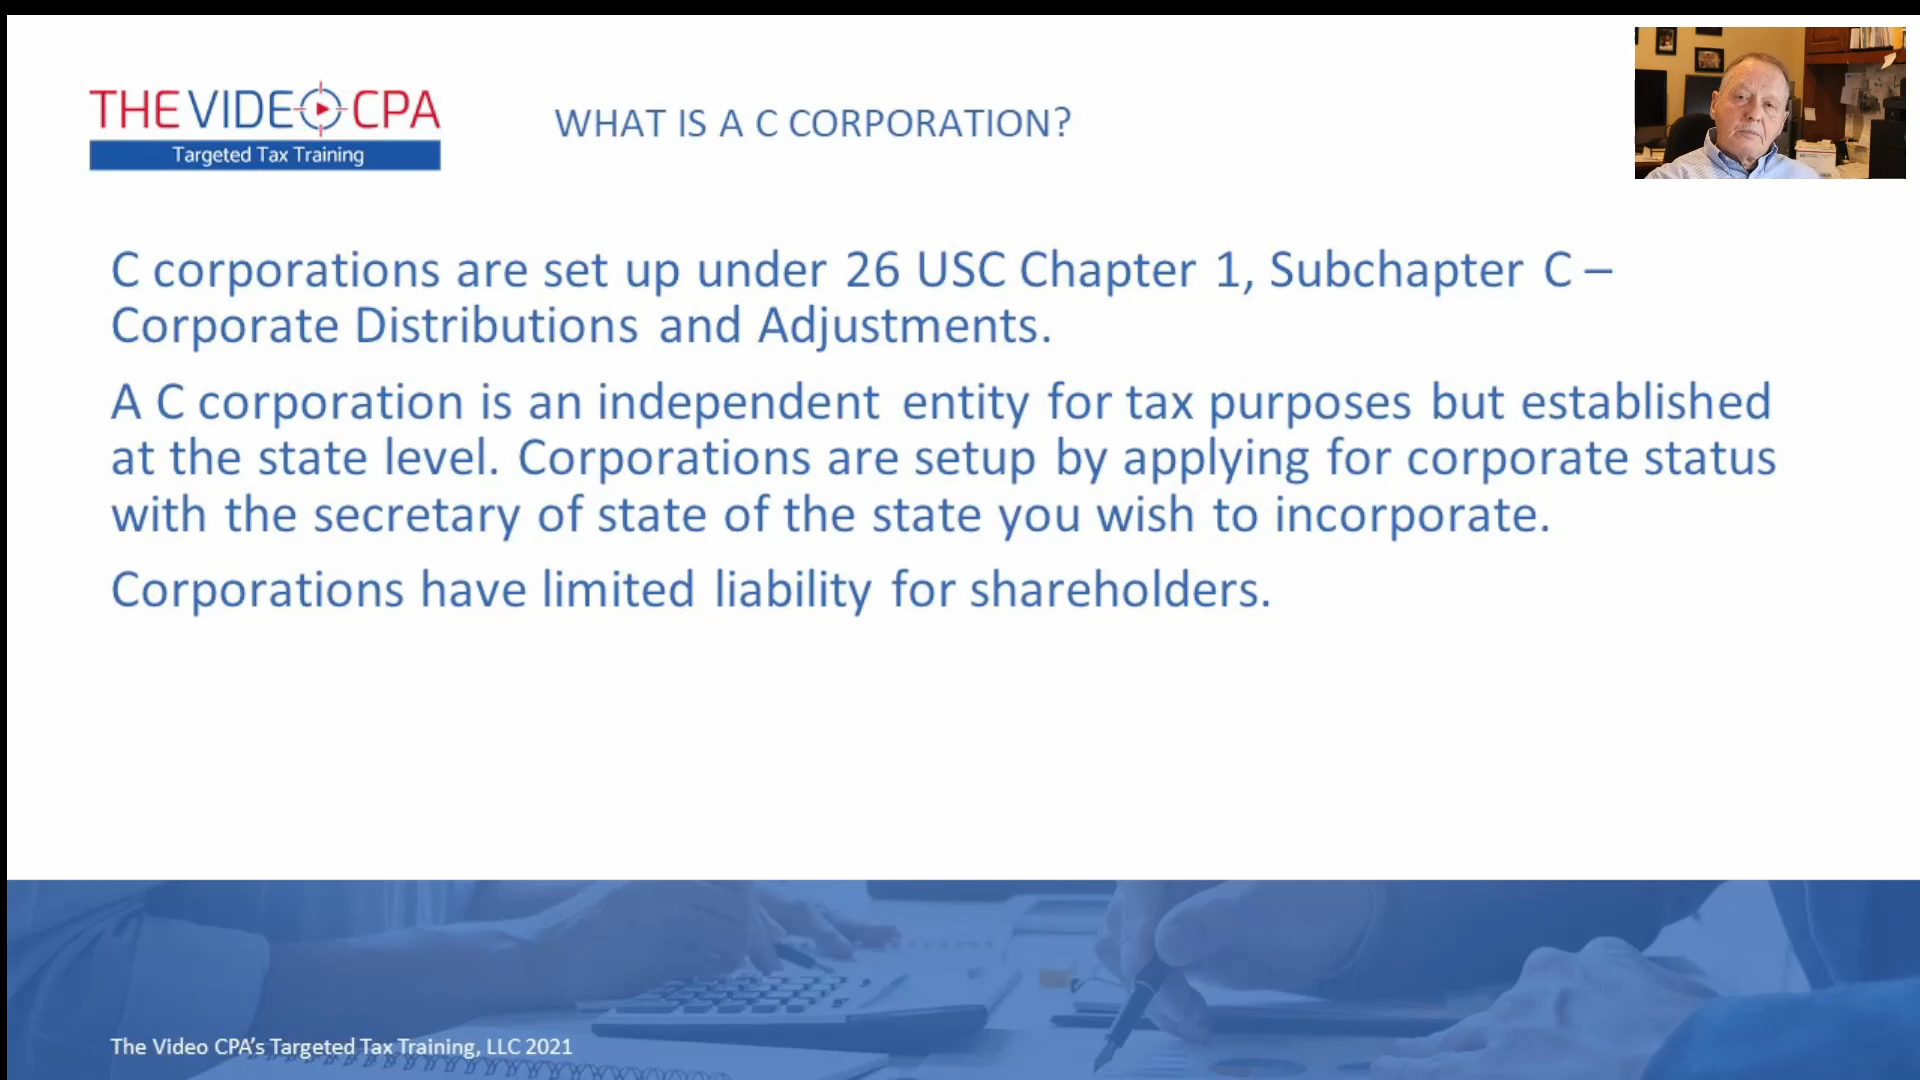 THE VIDEO CPA
Targeted Tax Training
WHAT IS A C CORPORATION?
C corporations are set up under 26 USC Chapter 1, Subchapter C –
Corporate Distributions and Adjustments.
A C corporation is an independent entity for tax purposes but established
at the state level. Corporations are setup by applying for corporate status
with the secretary of state of the state you wish to incorporate.
Corporations have limited liability for shareholders.
The Video CPA's Targeted Tax Training, LLC 2021